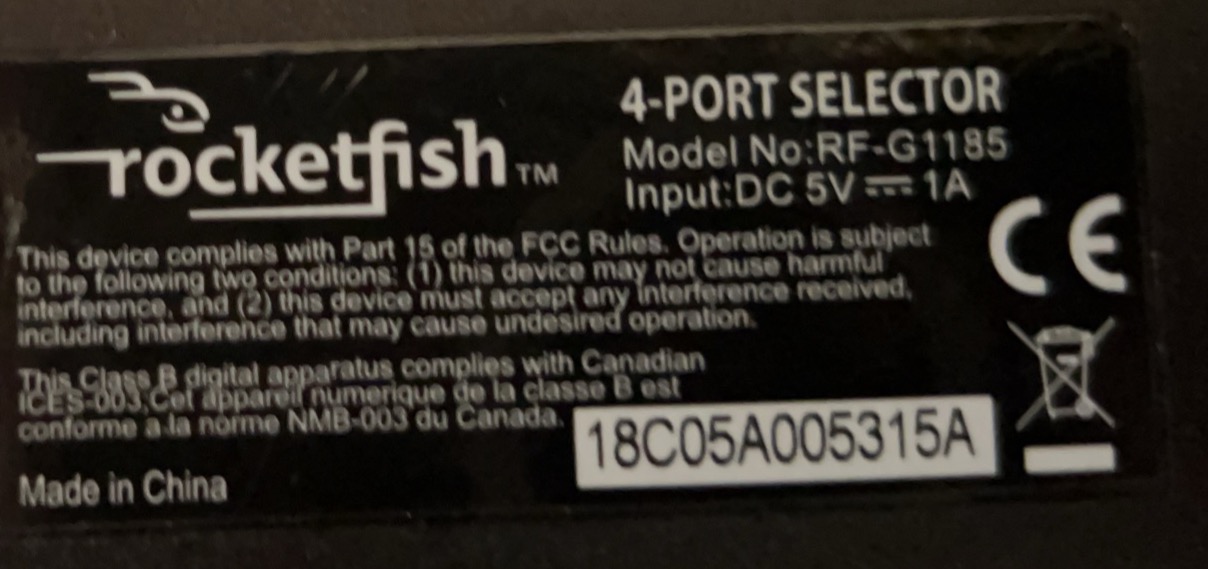 rocketfish™
4-PORT SELECTOR
Model No:RF-G1185
Input:DC 5V ⎓ 1A
This device complies with Part 15 of the FCC Rules. Operation is subject
to the following two conditions: (1) this device may not cause harmful
interference, and (2) this device must accept any interference received,
including interference that may cause undesired operation.
CE
This Class B digital apparatus complies with Canadian
ICES-003.Cet appareil numerique de la classe B est
conforme a la norme NMB-003 du Canada.
18C05A005315A
Made in China